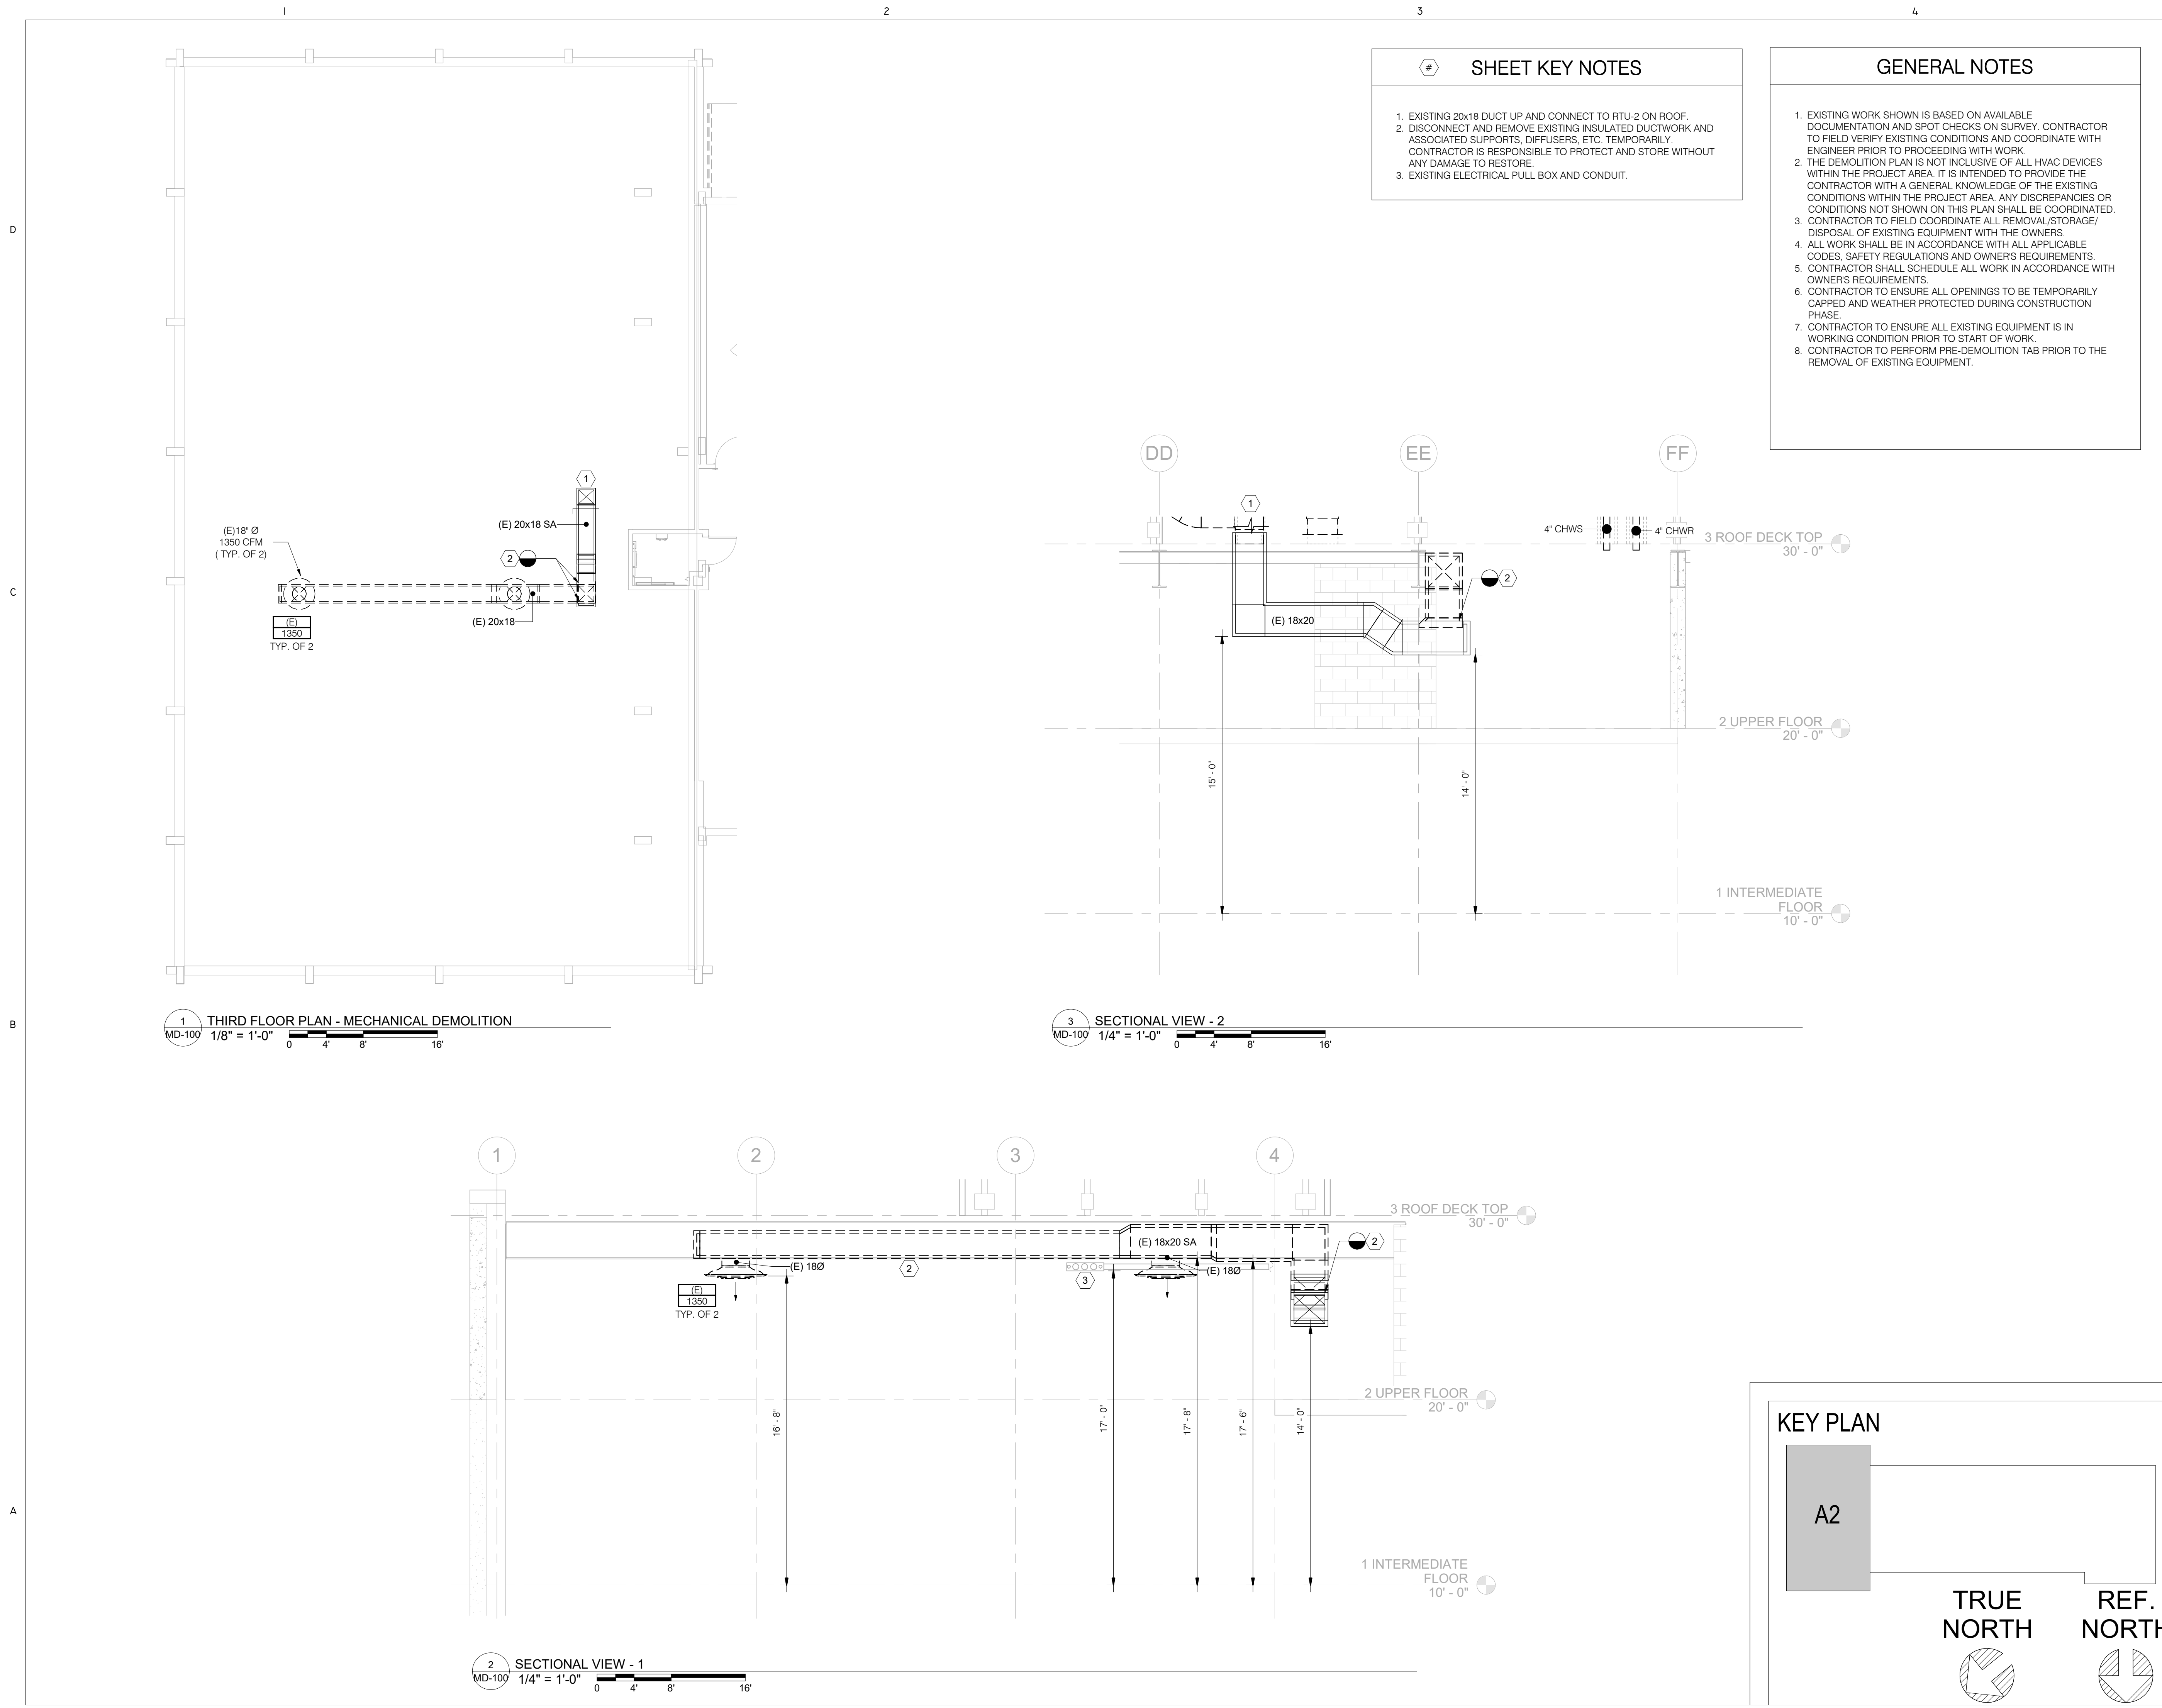 1
2
3
4
D
C
B
A
# SHEET KEY NOTES
1. EXISTING 20x18 DUCT UP AND CONNECT TO RTU-2 ON ROOF.
2. DISCONNECT AND REMOVE EXISTING INSULATED DUCTWORK AND
ASSOCIATED SUPPORTS, DIFFUSERS, ETC. TEMPORARILY.
CONTRACTOR IS RESPONSIBLE TO PROTECT AND STORE WITHOUT
ANY DAMAGE TO RESTORE.
3. EXISTING ELECTRICAL PULL BOX AND CONDUIT.
GENERAL NOTES
1. EXISTING WORK SHOWN IS BASED ON AVAILABLE
DOCUMENTATION AND SPOT CHECKS ON SURVEY. CONTRACTOR
TO FIELD VERIFY EXISTING CONDITIONS AND COORDINATE WITH
ENGINEER PRIOR TO PROCEEDING WITH WORK.
2. THE DEMOLITION PLAN IS NOT INCLUSIVE OF ALL HVAC DEVICES
WITHIN THE PROJECT AREA. IT IS INTENDED TO PROVIDE THE
CONTRACTOR WITH A GENERAL KNOWLEDGE OF THE EXISTING
CONDITIONS WITHIN THE PROJECT AREA. ANY DISCREPANCIES OR
CONDITIONS NOT SHOWN ON THIS PLAN SHALL BE COORDINATED.
3. CONTRACTOR TO FIELD COORDINATE ALL REMOVAL/STORAGE/
DISPOSAL OF EXISTING EQUIPMENT WITH THE OWNERS.
4. ALL WORK SHALL BE IN ACCORDANCE WITH ALL APPLICABLE
CODES, SAFETY REGULATIONS AND OWNER'S REQUIREMENTS.
5. CONTRACTOR SHALL SCHEDULE ALL WORK IN ACCORDANCE WITH
OWNER'S REQUIREMENTS.
6. CONTRACTOR TO ENSURE ALL OPENINGS TO BE TEMPORARILY
CAPPED AND WEATHER PROTECTED DURING CONSTRUCTION
PHASE.
7. CONTRACTOR TO ENSURE ALL EXISTING EQUIPMENT IS IN
WORKING CONDITION PRIOR TO START OF WORK.
8. CONTRACTOR TO PERFORM PRE-DEMOLITION TAB PRIOR TO THE
REMOVAL OF EXISTING EQUIPMENT.
1
(E) 20x18 SA
(E)18" Ø
1350 CFM
( TYP. OF 2)
2
(E) 20x18
(E)
1350
TYP. OF 2
1
MD-100
THIRD FLOOR PLAN - MECHANICAL DEMOLITION
1/8" = 1'-0"
0 4' 8' 16'
DD
EE
FF
1
4" CHWS
4" CHWR
3 ROOF DECK TOP
30' - 0"
2
(E) 18x20
2 UPPER FLOOR
20' - 0"
15' - 0"
14' - 0"
1 INTERMEDIATE
FLOOR
10' - 0"
3
MD-100
SECTIONAL VIEW - 2
1/4" = 1'-0"
0 4' 8' 16'
1
2
3
4
3 ROOF DECK TOP
30' - 0"
(E) 18x20 SA
2
(E) 18Ø
2
(E) 18Ø
3
(E)
1350
TYP. OF 2
2 UPPER FLOOR
20' - 0"
16' - 8"
17' - 0"
17' - 8"
17' - 6"
14' - 0"
1 INTERMEDIATE
FLOOR
10' - 0"
2
MD-100
SECTIONAL VIEW - 1
1/4" = 1'-0"
0 4' 8' 16'
KEY PLAN
A2
TRUE
NORTH
REF.
NORTH